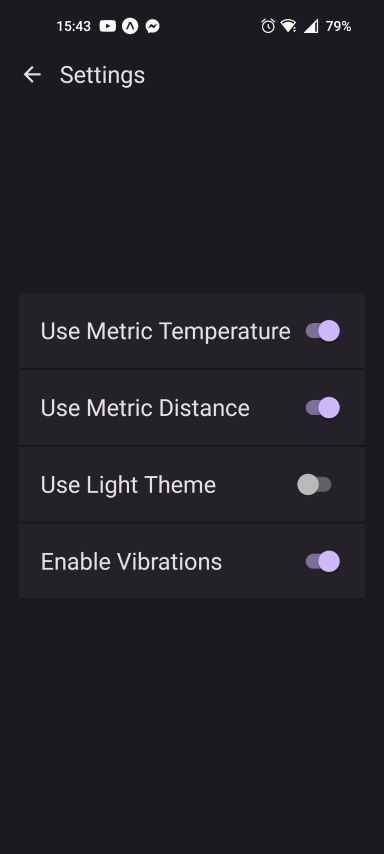 15:43 79%
Settings
Use Metric Temperature
Use Metric Distance
Use Light Theme
Enable Vibrations